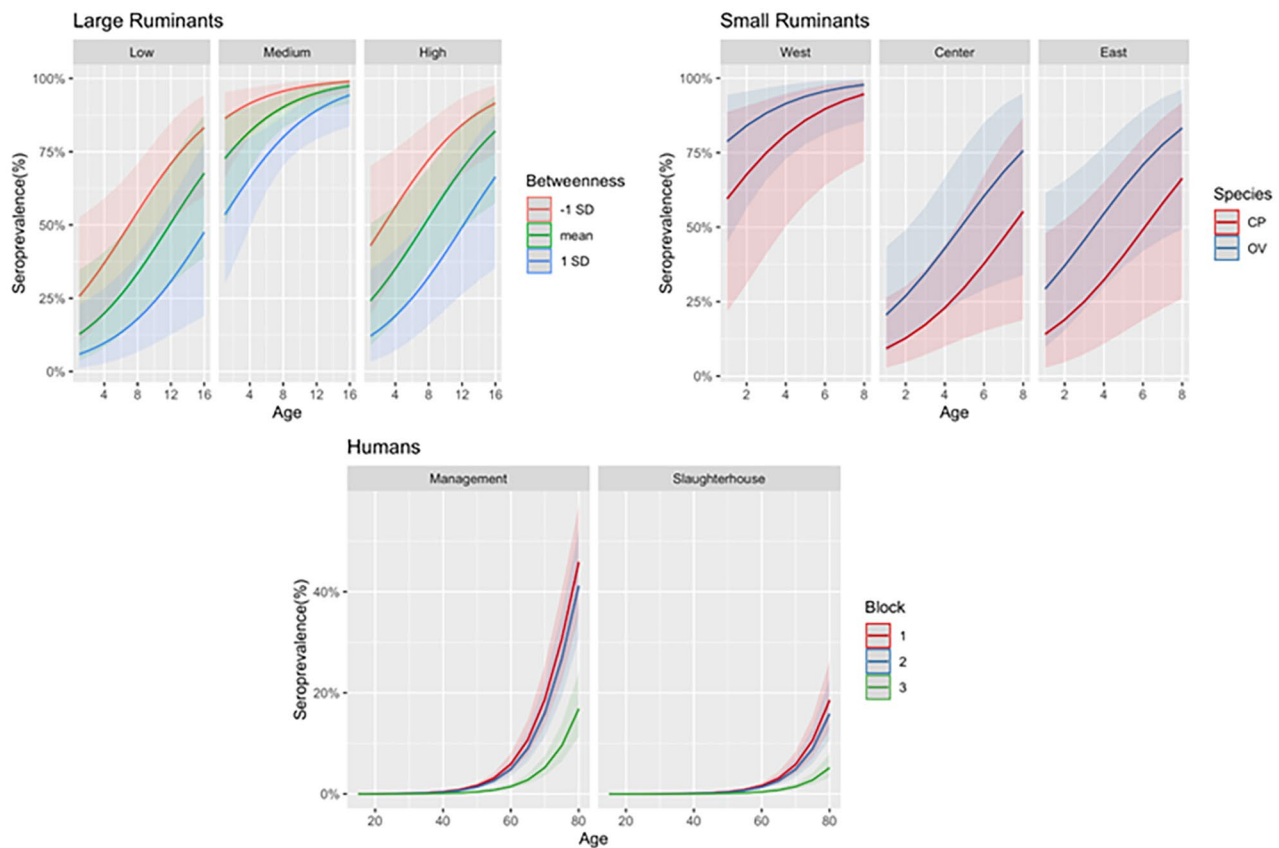 Large Ruminants
Low Medium High
Seroprevalence(%)
100%
75%
50%
25%
0%
4 8 12 16 4 8 12 16 4 8 12 16
Age
Betweenness
-1 SD
mean
1 SD
Small Ruminants
West Center East
Seroprevalence(%)
100%
75%
50%
25%
0%
2 4 6 8 2 4 6 8 2 4 6 8
Age
Species
CP
OV
Humans
Management Slaughterhouse
Seroprevalence(%)
40%
20%
0%
20 40 60 80 20 40 60 80
Age
Block
1
2
3